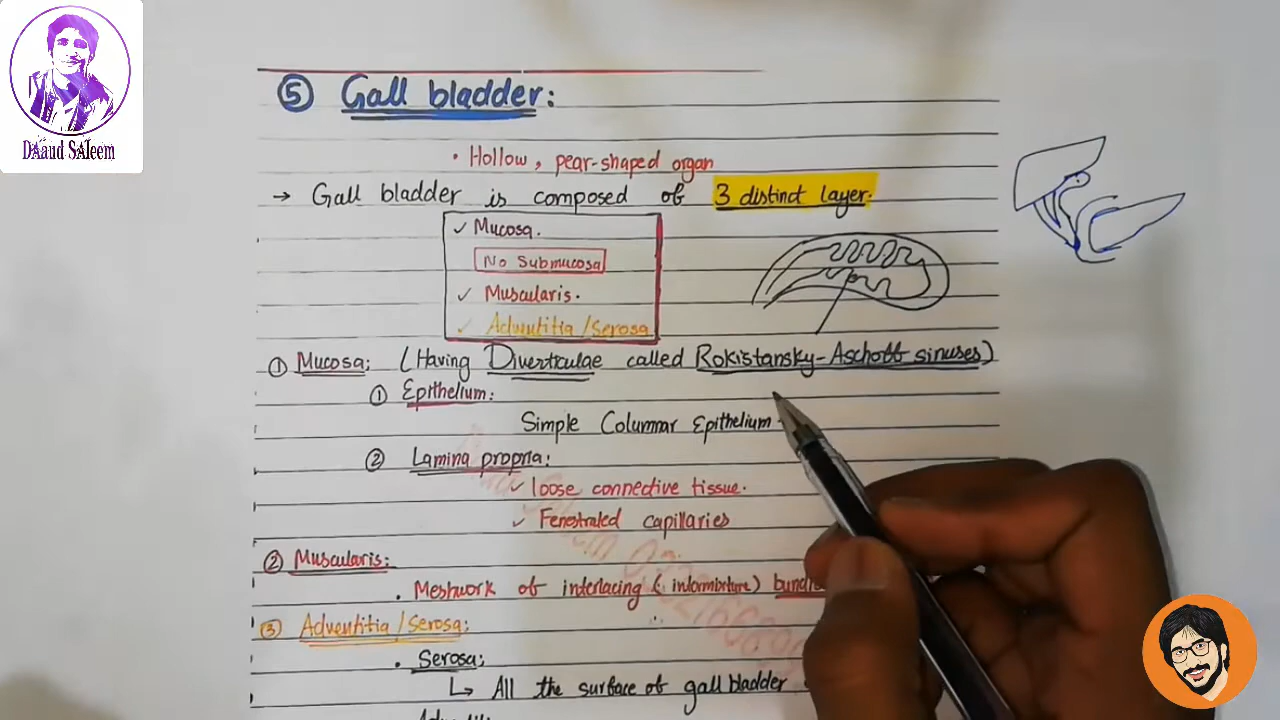 DAaud SAleem
⑤ Gall bladder:
• Hollow, pear-shaped organ
→ Gall bladder is composed of 3 distinct layer.
✓ Mucosa.
No Submucosa
✓ Muscularis.
✓ Adventitia/Serosa
① Mucosa: (Having Diverticulae called Rokistansky-Aschoff sinuses)
① Epithelium:
Simple Columnar Epithelium.
② Lamina propria:
✓ loose connective tissue.
✓ Fenestrated capillaries
② Muscularis:
• Meshwork of interlacing
③ Adventitia/Serosa:
• Serosa:
↳ All the surface of gall bladder